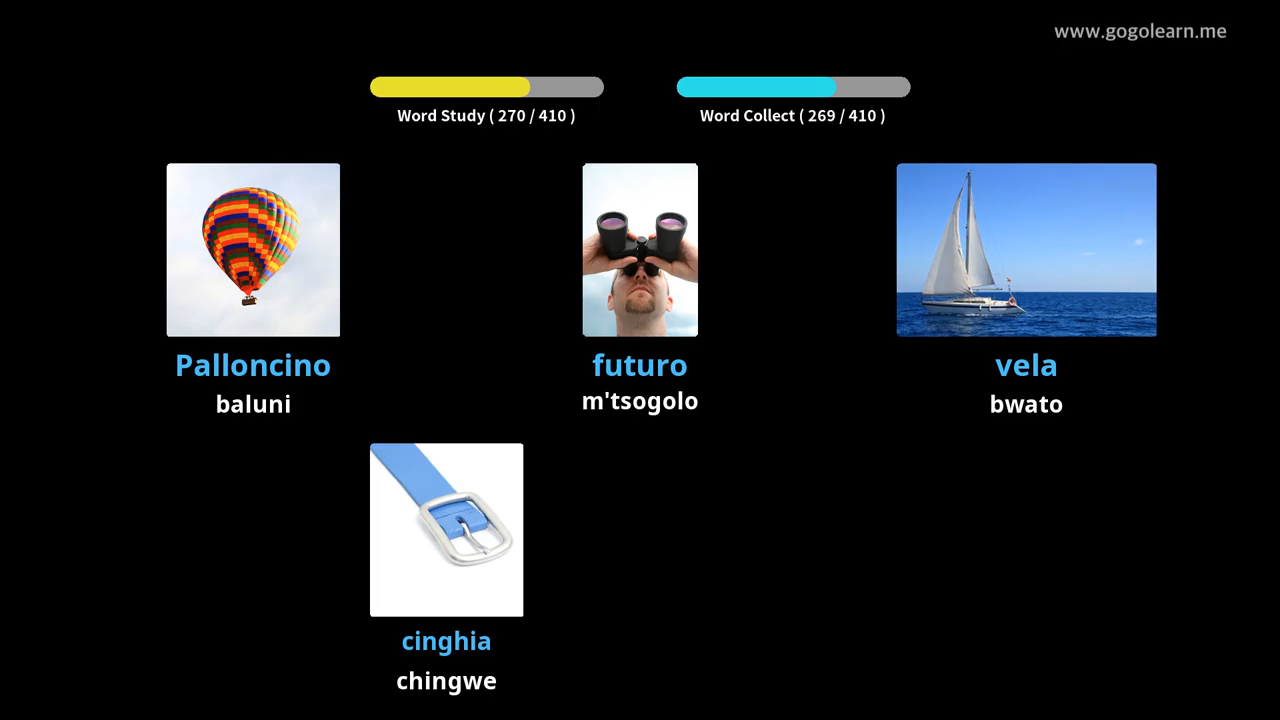 www.gogolearn.me
Word Study ( 270 / 410 )
Word Collect ( 269 / 410 )
Palloncino
baluni
futuro
m'tsogolo
vela
bwato
cinghia
chingwe